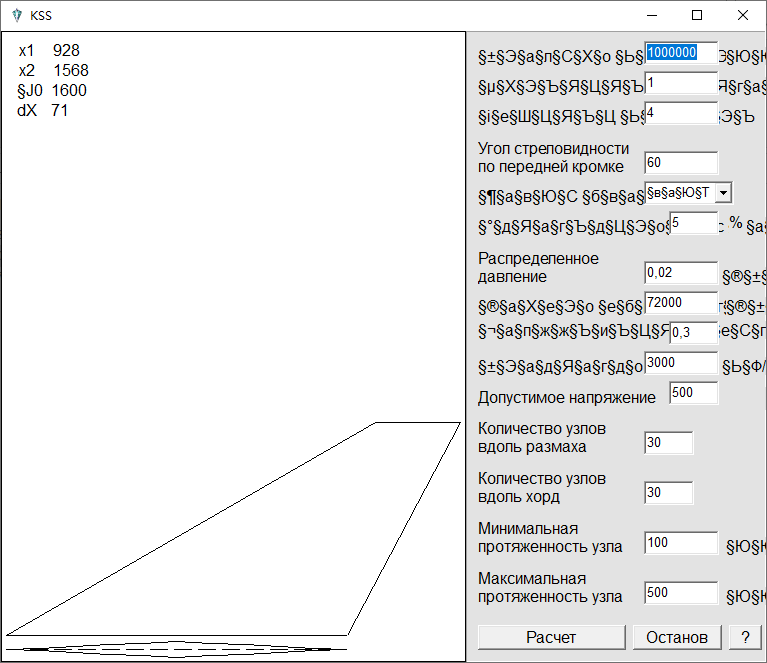 KSS
x1 928
x2 1568
§J0 1600
dX 71
§±§Э§а§п§С§Х§о §Ь§ 1000000 Э§Ю§К
§µ§Х§Э§Ъ§Я§Ц§Я§Ъ 1 Я§г§а§
§і§е§Ш§Ц§Я§Ъ§Ц §Ь§ 4 §Э§Ъ
Угол стреловидности
по передней кромке 60
§¶§а§в§Ю§С §б§в§а§ §в§а§Ю§Т
§°§д§Я§а§г§Ъ§д§Ц§Э§о§ 5 с % §а§
Распределенное
давление 0,02 §®§±§
§®§а§Х§е§Э§о §е§б§ 72000 г§®§±
§¬§а§п§ж§ж§Ъ§и§Ъ§Ц§Я 0,3 е§С§г
§±§Э§а§д§Я§а§г§д§о 3000 §Ь§Ф/
Допустимое напряжение 500
Количество узлов
вдоль размаха 30
Количество узлов
вдоль хорд 30
Минимальная
протяженность узла 100 §Ю§К
Максимальная
протяженность узла 500 §Ю§К
Расчет Останов ?